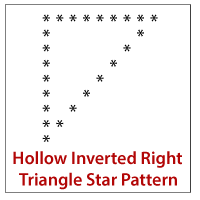 * * * * * * * * *
*             *
*           *
*         *
*       *
*     *
*   *
* *
*
Hollow Inverted Right
Triangle Star Pattern